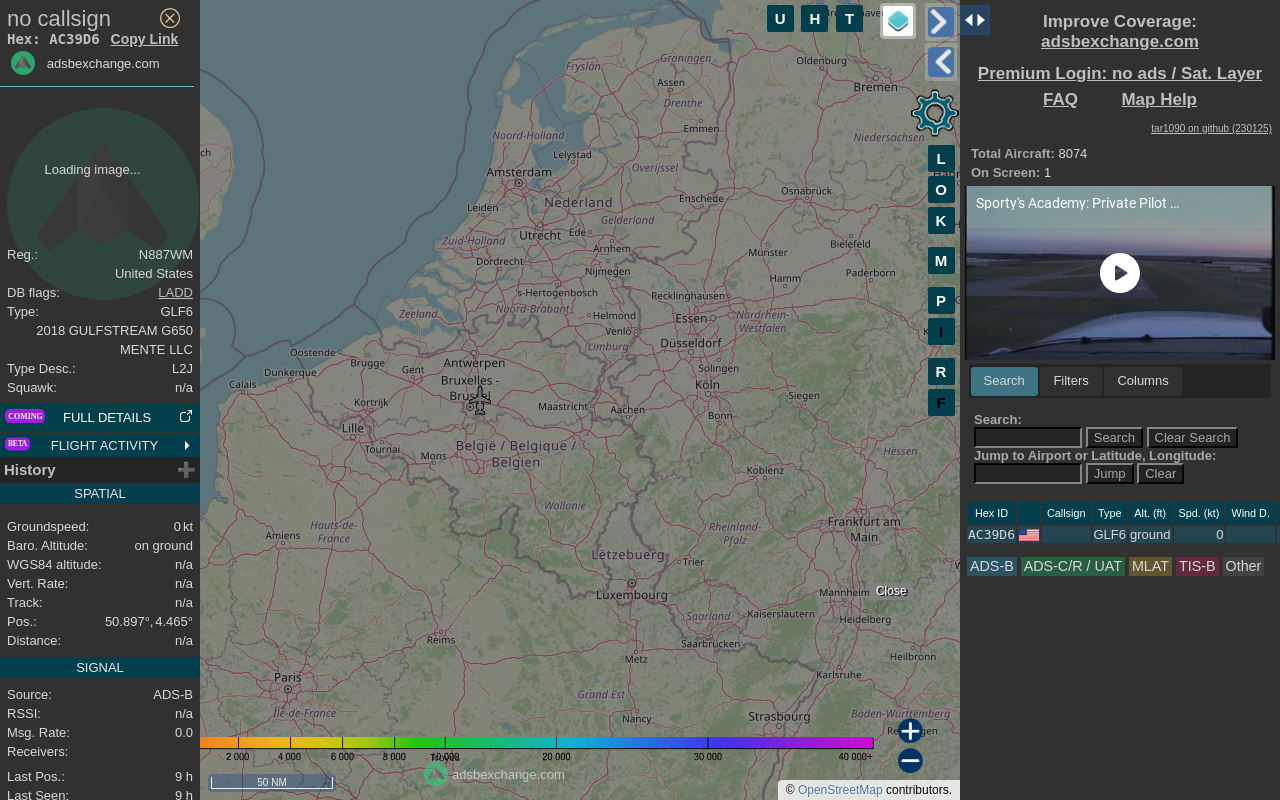 no callsign
Hex: AC39D6 Copy Link
adsbexchange.com
Loading image...
Reg.: N887WM
United States
DB flags: LADD
Type: GLF6
2018 GULFSTREAM G650
MENTE LLC
Type Desc.: L2J
Squawk: n/a
COMING FULL DETAILS
BETA FLIGHT ACTIVITY
History
SPATIAL
Groundspeed: 0 kt
Baro. Altitude: on ground
WGS84 altitude: n/a
Vert. Rate: n/a
Track: n/a
Pos.: 50.897°, 4.465°
Distance: n/a
SIGNAL
Source: ADS-B
RSSI: n/a
Msg. Rate: 0.0
Receivers:
Last Pos.: 9 h
Last Seen: 9 h
U H T
L
O
K
M
P
I
R
F
Groningen
Fryslân
Assen
Drenthe
Oldenburg
Bremen
Emmen
Noord-Holland
Niedersachsen
Lelystad
Overijssel
Amsterdam
Osnabrück
Nederland
Enschede
Leiden
Gelderland
Utrecht
Ede
Zuid-Holland
Arnhem
Münster
Bielefeld
Dordrecht
Nijmegen
Hamm
Paderborn
's-Hertogenbosch
Recklinghausen
Noord-Brabant
Zeeland
Helmond
Essen
Nordrhein-
Westfalen
Venlo
Limburg
Düsseldorf
Oostende
Brugge
Antwerpen
Gent
Dunkerque
Solingen
Calais
Bruxelles -
Brussel
Köln
Kortrijk
Maastricht
Aachen
Siegen
Bonn
Lille
Tournai
België / Belgique /
Belgien
Mons
Hessen
Koblenz
Wallonie
Hauts-de-
France
Amiens
Rheinland-
Pfalz
Frankfurt am
Main
Lëtzebuerg
Trier
Luxembourg
Mannheim
Close
Saarland
Kaiserslautern
Heidelberg
Reims
Saarbrücken
Metz
Heilbronn
Karlsruhe
Paris
Grand Est
Île-de-France
Nancy
Strasbourg
Baden-Württemberg
Troyes
2 000 4 000 6 000 8 000 10 000 20 000 30 000 40 000+
adsbexchange.com
50 NM
© OpenStreetMap contributors.
Improve Coverage:
adsbexchange.com
Premium Login: no ads / Sat. Layer
FAQ Map Help
tar1090 on github (230125)
Total Aircraft: 8074
On Screen: 1
Sporty's Academy: Private Pilot ...
Search Filters Columns
Search:
Search Clear Search
Jump to Airport or Latitude, Longitude:
Jump Clear
Hex ID Callsign Type Alt. (ft) Spd. (kt) Wind D.
AC39D6 GLF6 ground 0
ADS-B ADS-C/R / UAT MLAT TIS-B Other